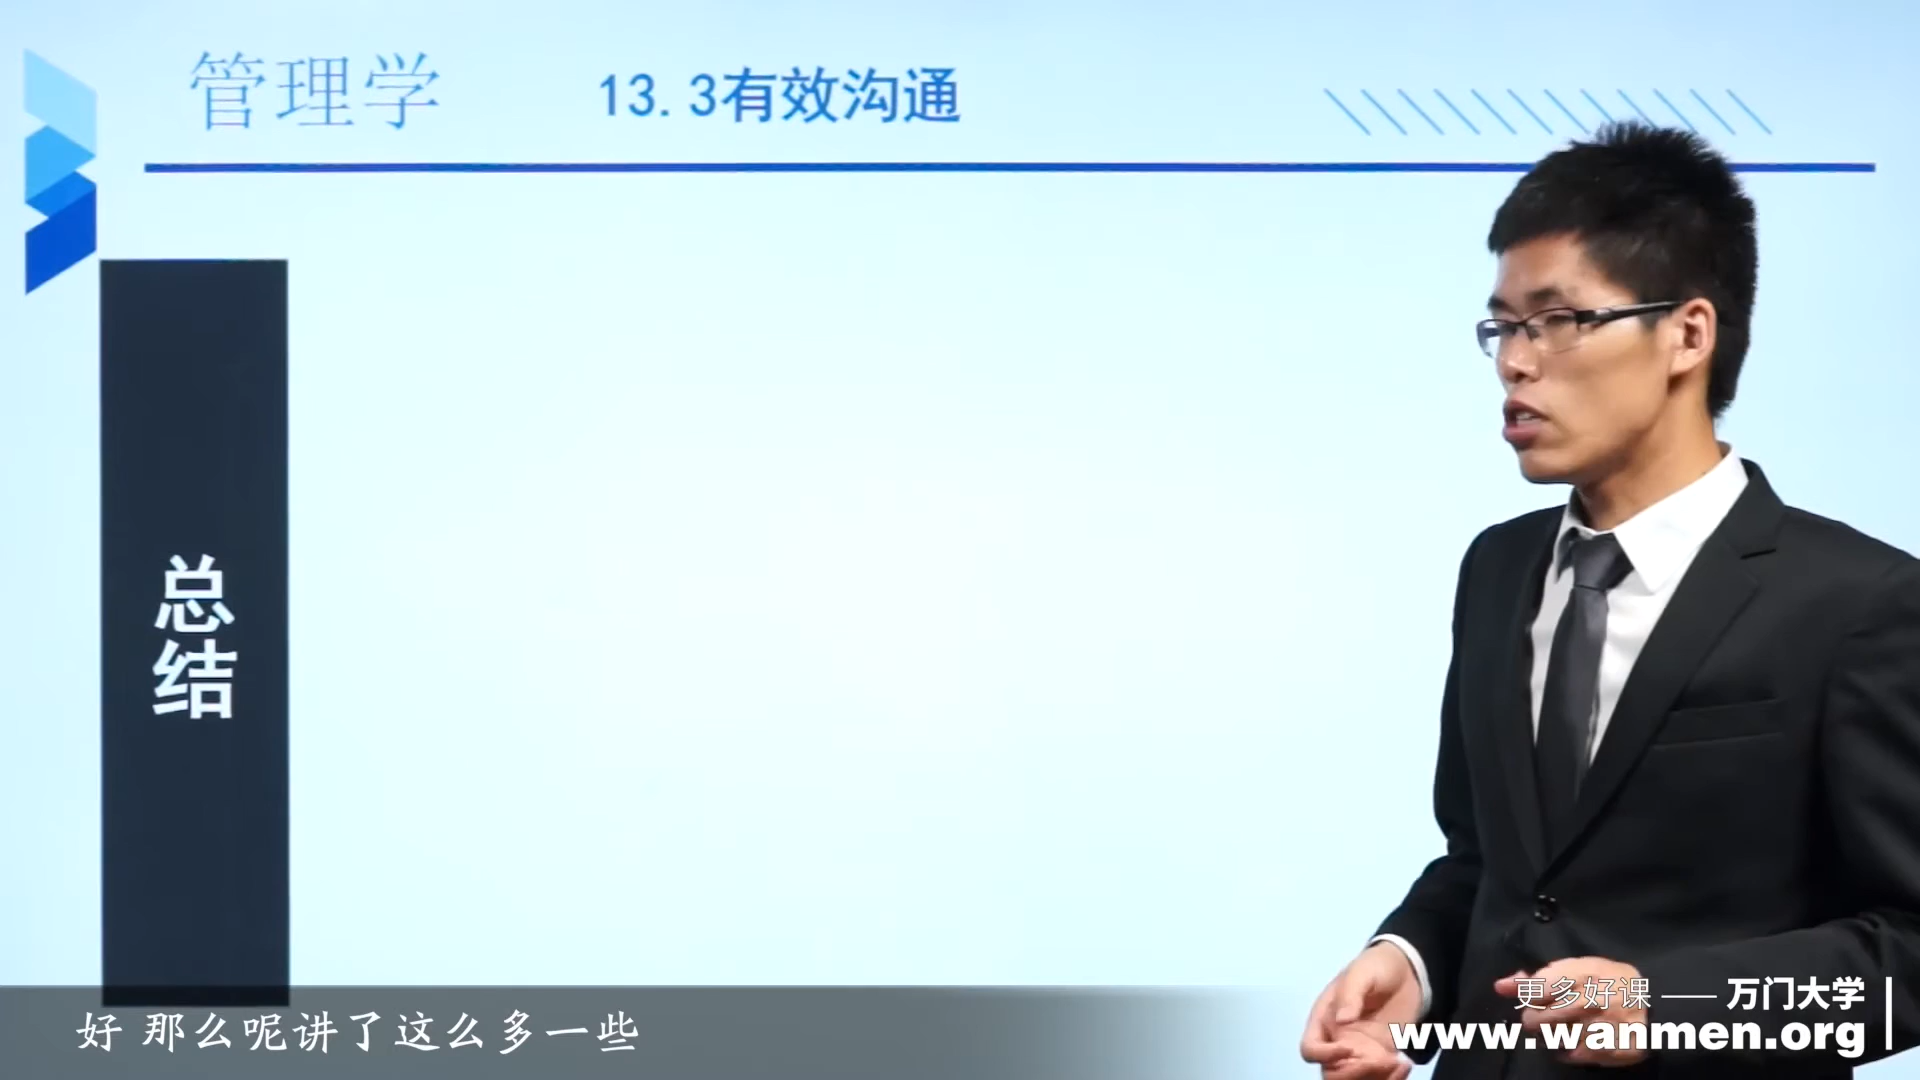 管理学
13.3有效沟通
总结
好 那么呢讲了这么多一些
更多好课 —— 万门大学
www.wanmen.org